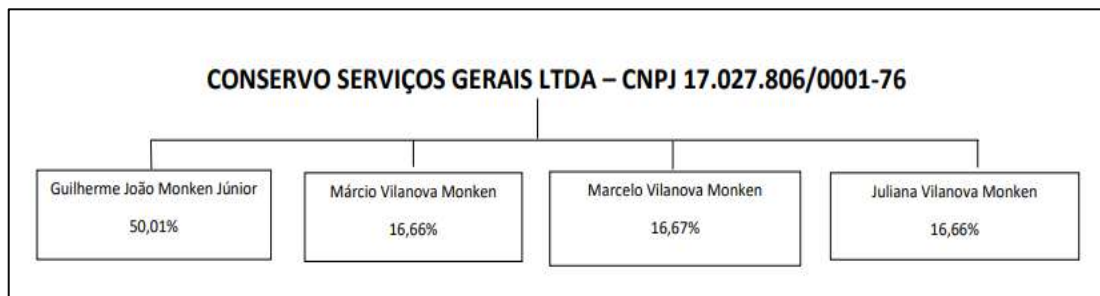 CONSERVO SERVIÇOS GERAIS LTDA – CNPJ 17.027.806/0001-76
Guilherme João Monken Júnior
50,01%
Márcio Vilanova Monken
16,66%
Marcelo Vilanova Monken
16,67%
Juliana Vilanova Monken
16,66%